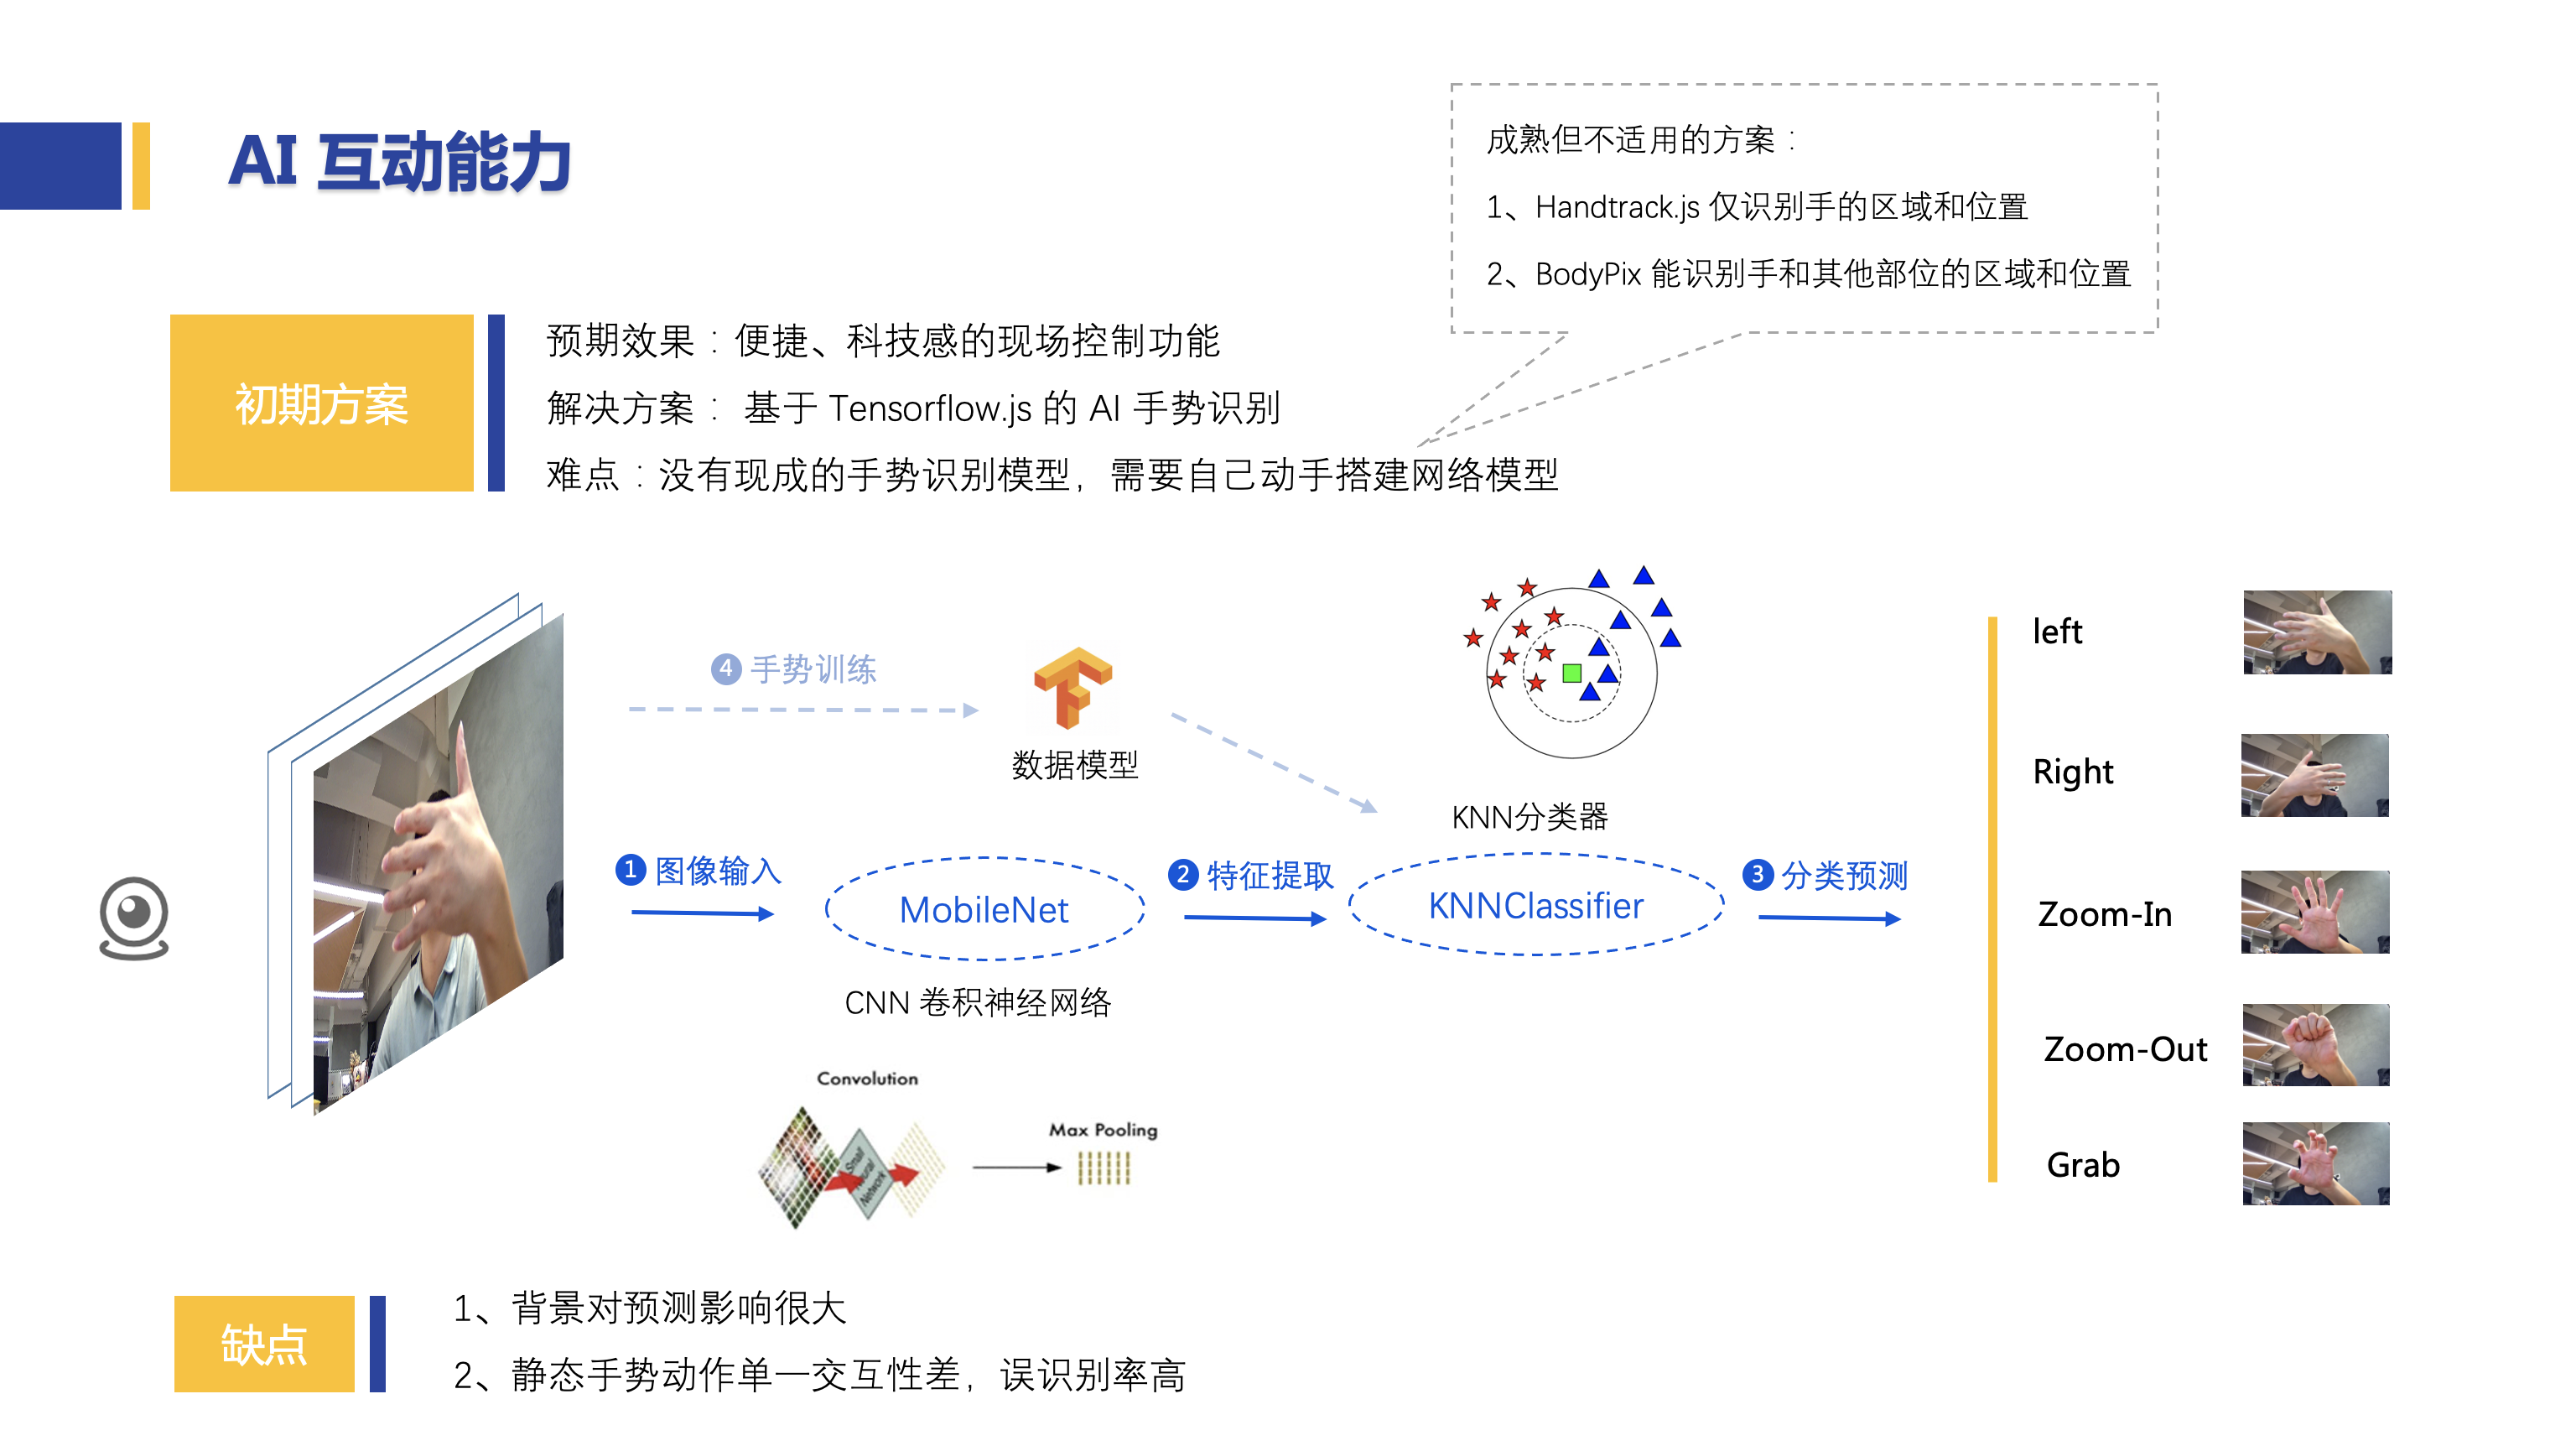 AI 互动能力
成熟但不适用的方案：
1、Handtrack.js 仅识别手的区域和位置
2、BodyPix 能识别手和其他部位的区域和位置
初期方案
预期效果：便捷、科技感的现场控制功能
解决方案： 基于 Tensorflow.js 的 AI 手势识别
难点：没有现成的手势识别模型，需要自己动手搭建网络模型
4 手势训练
数据模型
KNN分类器
1 图像输入
MobileNet
CNN 卷积神经网络
2 特征提取
KNNClassifier
3 分类预测
left
Right
Zoom-In
Zoom-Out
Grab
Convolution
Small
Neural
Network
Max Pooling
缺点
1、背景对预测影响很大
2、静态手势动作单一交互性差，误识别率高